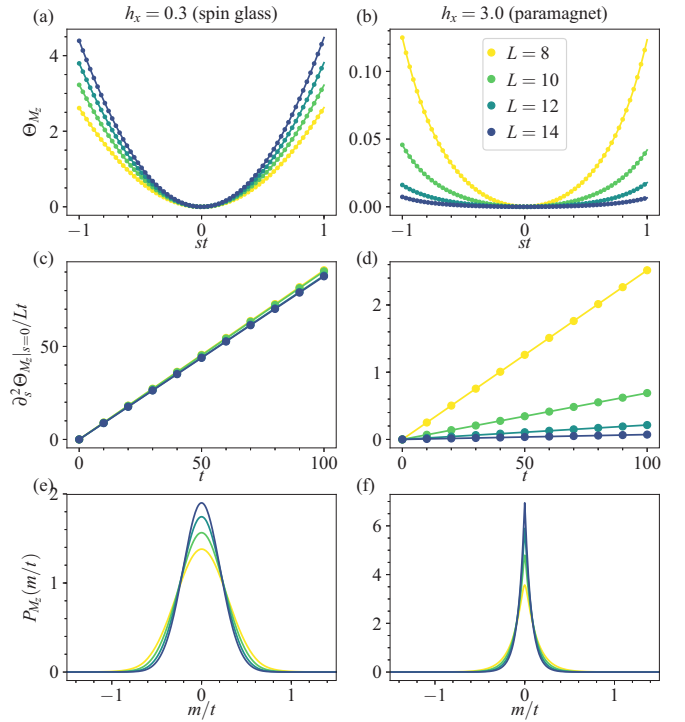 (a) h_x = 0.3 (spin glass)
(b) h_x = 3.0 (paramagnet)
Θ_{M_z}
4
2
0
−1 0 1
st
0.10
0.05
0.00
−1 0 1
st
L = 8
L = 10
L = 12
L = 14
(c)
(d)
∂_s^2 Θ_{M_z}|_{s=0}/Lt
50
0
0 50 100
t
2
1
0
0 50 100
t
(e)
(f)
P_{M_z}(m/t)
2
1
0
−1 0 1
m/t
6
4
2
0
−1 0 1
m/t